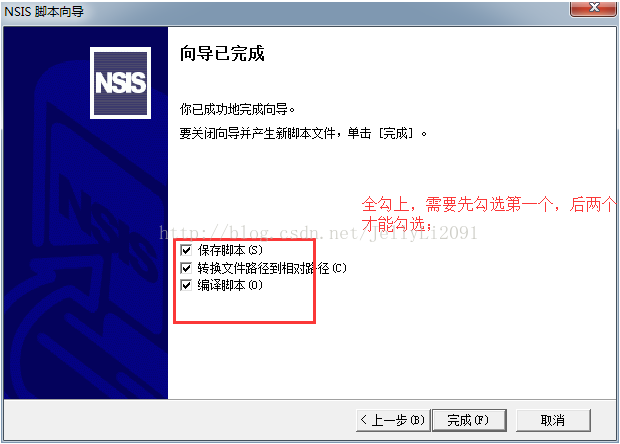 NSIS 脚本向导
NSIS
向导已完成
你已成功地完成向导。
要关闭向导并产生新脚本文件，单击 [完成] 。
全勾上，需要先勾选第一个，后两个
才能勾选；
http://blog.csdn.net/JerryLi2091
保存脚本(S)
转换文件路径到相对路径(C)
编译脚本(O)
< 上一步(B)
完成(F)
取消